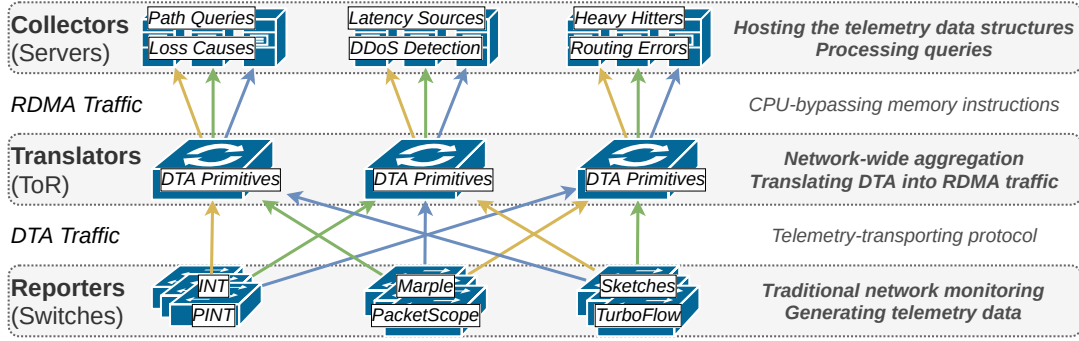 Collectors
(Servers)
Path Queries
Loss Causes
Latency Sources
DDoS Detection
Heavy Hitters
Routing Errors
Hosting the telemetry data structures
Processing queries
RDMA Traffic
CPU-bypassing memory instructions
Translators
(ToR)
DTA Primitives
DTA Primitives
DTA Primitives
Network-wide aggregation
Translating DTA into RDMA traffic
DTA Traffic
Telemetry-transporting protocol
Reporters
(Switches)
INT
PINT
Marple
PacketScope
Sketches
TurboFlow
Traditional network monitoring
Generating telemetry data